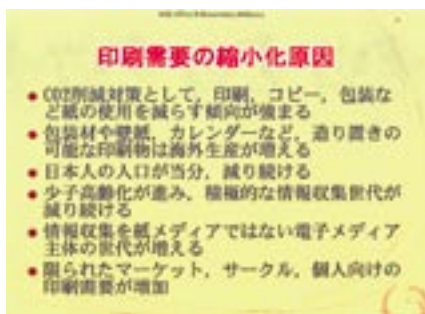 印刷需要の縮小化原因
• CO2削減対策として，印刷，コピー，包装な
ど紙の使用を減らす傾向が強まる
• 包装材や壁紙，カレンダーなど，造り置きの
可能な印刷物は海外生産が増える
• 日本人の人口が当分，減り続ける
• 少子高齢化が進み，積極的な情報収集世代が
減り続ける
• 情報収集を紙メディアではない電子メディア
主体の世代が増える
• 限られたマーケット，サークル，個人向けの
印刷需要が増加